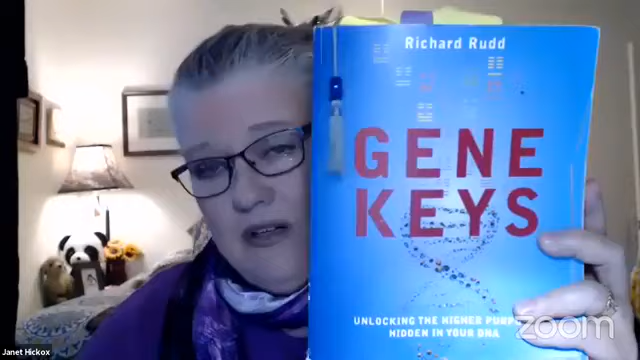 Richard Rudd
GENE
KEYS
UNLOCKING THE HIGHER
HIDDEN IN YOUR DNA
zoom
Janet Hickox